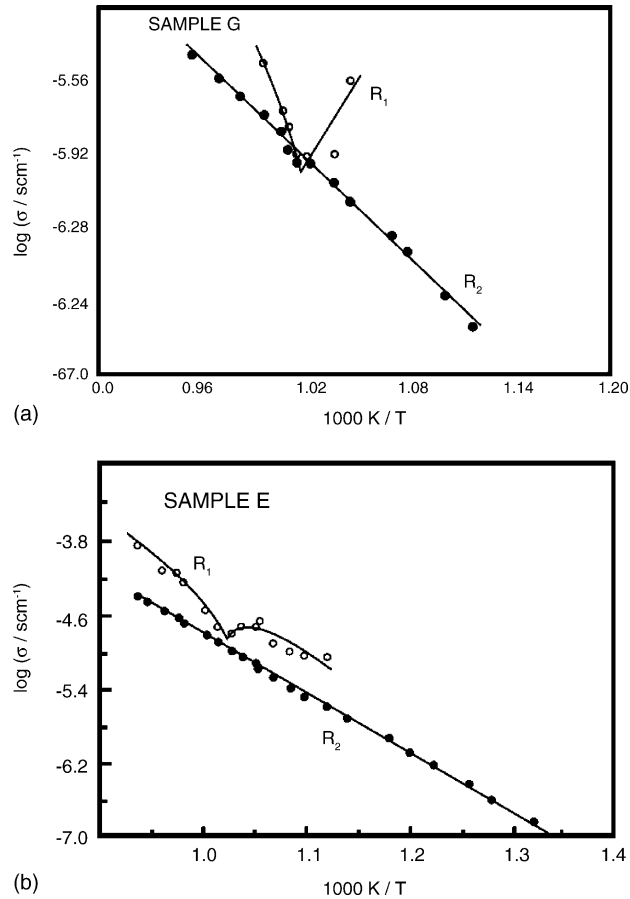 SAMPLE G
-5.56
R1
-5.92
log (σ / scm-1)
-6.28
R2
-6.24
-67.0
0.0 0.96 1.02 1.08 1.14 1.20
(a) 1000 K / T
SAMPLE E
-3.8
R1
log (σ / scm-1)
-4.6
-5.4
R2
-6.2
-7.0
1.0 1.1 1.2 1.3 1.4
(b) 1000 K / T